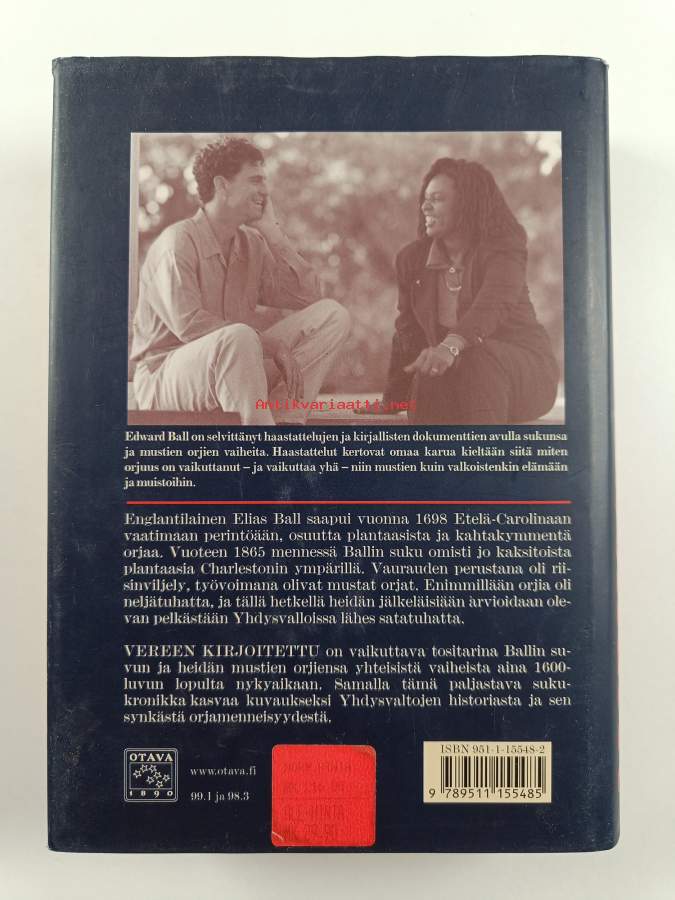 Antikvariaatti.net
Edward Ball on selvittänyt haastattelujen ja kirjallisten dokumenttien avulla sukunsa
ja mustien orjien vaiheita. Haastattelut kertovat omaa karua kieltään siitä miten
orjuus on vaikuttanut – ja vaikuttaa yhä – niin mustien kuin valkoistenkin elämään
ja muistoihin.
Englantilainen Elias Ball saapui vuonna 1698 Etelä-Carolinaan
vaatimaan perintöään, osuutta plantaasista ja kahtakymmentä
orjaa. Vuoteen 1865 mennessä Ballin suku omisti jo kaksitoista
plantaasia Charlestonin ympärillä. Vaurauden perustana oli rii-
sinviljely, työvoimana olivat mustat orjat. Enimmillään orjia oli
neljätuhatta, ja tällä hetkellä heidän jälkeläisiään arvioidaan ole-
van pelkästään Yhdysvalloissa lähes satatuhatta.
VEREEN KIRJOITETTU on vaikuttava tositarina Ballin su-
vun ja heidän mustien orjiensa yhteisistä vaiheista aina 1600-
luvun lopulta nykyaikaan. Samalla tämä paljastava suku-
kronikka kasvaa kuvaukseksi Yhdysvaltojen historiasta ja sen
synkästä orjamenneisyydestä.
OTAVA
1890
www.otava.fi
99.1 ja 98.3
ISBN 951-1-15548-2
9 789511 155485